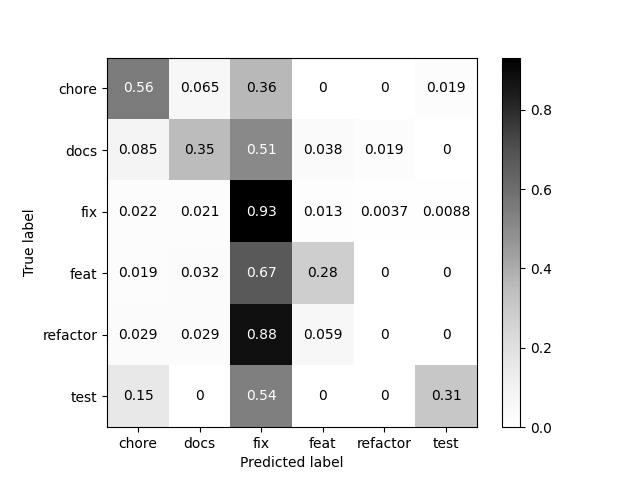 chore 0.56 0.065 0.36 0 0 0.019
0.8
docs 0.085 0.35 0.51 0.038 0.019 0
0.6
fix 0.022 0.021 0.93 0.013 0.0037 0.0088
True label
0.4
feat 0.019 0.032 0.67 0.28 0 0
refactor 0.029 0.029 0.88 0.059 0 0
0.2
test 0.15 0 0.54 0 0 0.31
0.0
chore docs fix feat refactor test
Predicted label